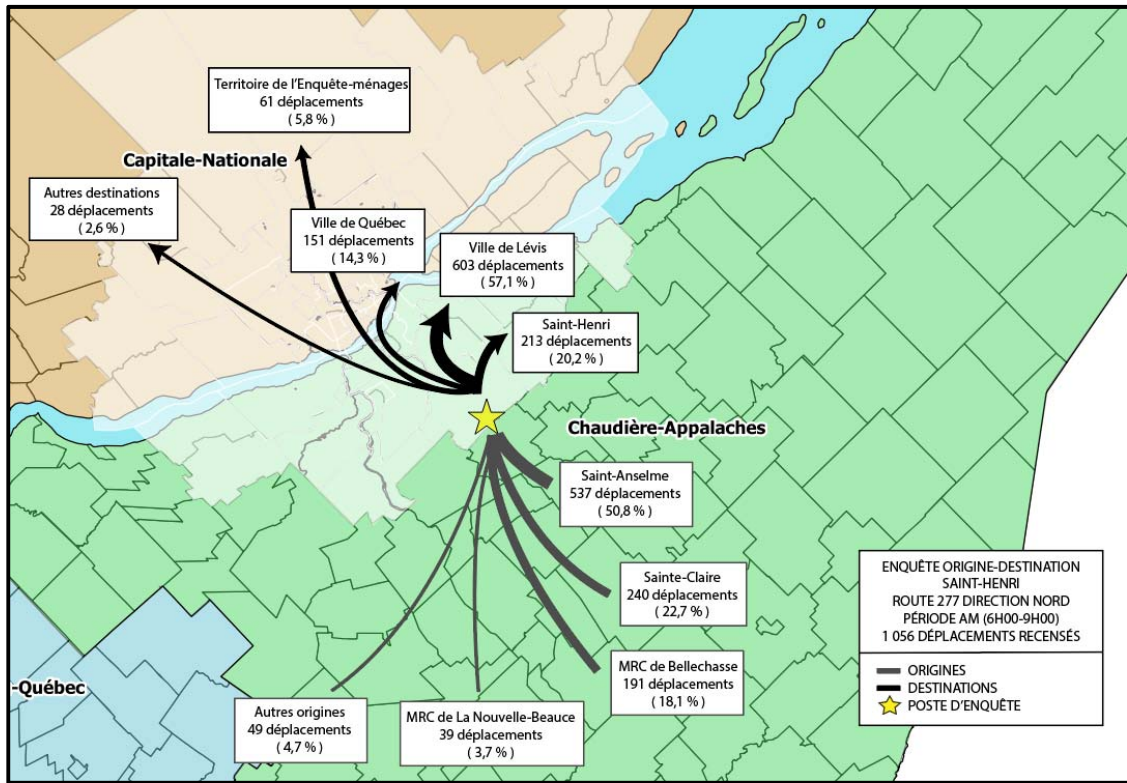 Territoire de l'Enquête-ménages
61 déplacements
( 5,8 % )
Capitale-Nationale
Autres destinations
28 déplacements
( 2,6 % )
Ville de Québec
151 déplacements
( 14,3 % )
Ville de Lévis
603 déplacements
( 57,1 % )
Saint-Henri
213 déplacements
( 20,2 % )
Chaudière-Appalaches
Saint-Anselme
537 déplacements
( 50,8 % )
Sainte-Claire
240 déplacements
( 22,7 % )
MRC de Bellechasse
191 déplacements
( 18,1 % )
-Québec
Autres origines
49 déplacements
( 4,7 % )
MRC de La Nouvelle-Beauce
39 déplacements
( 3,7 % )
ENQUÊTE ORIGINE-DESTINATION
SAINT-HENRI
ROUTE 277 DIRECTION NORD
PÉRIODE AM (6H00-9H00)
1 056 DÉPLACEMENTS RECENSÉS
ORIGINES
DESTINATIONS
POSTE D'ENQUÊTE